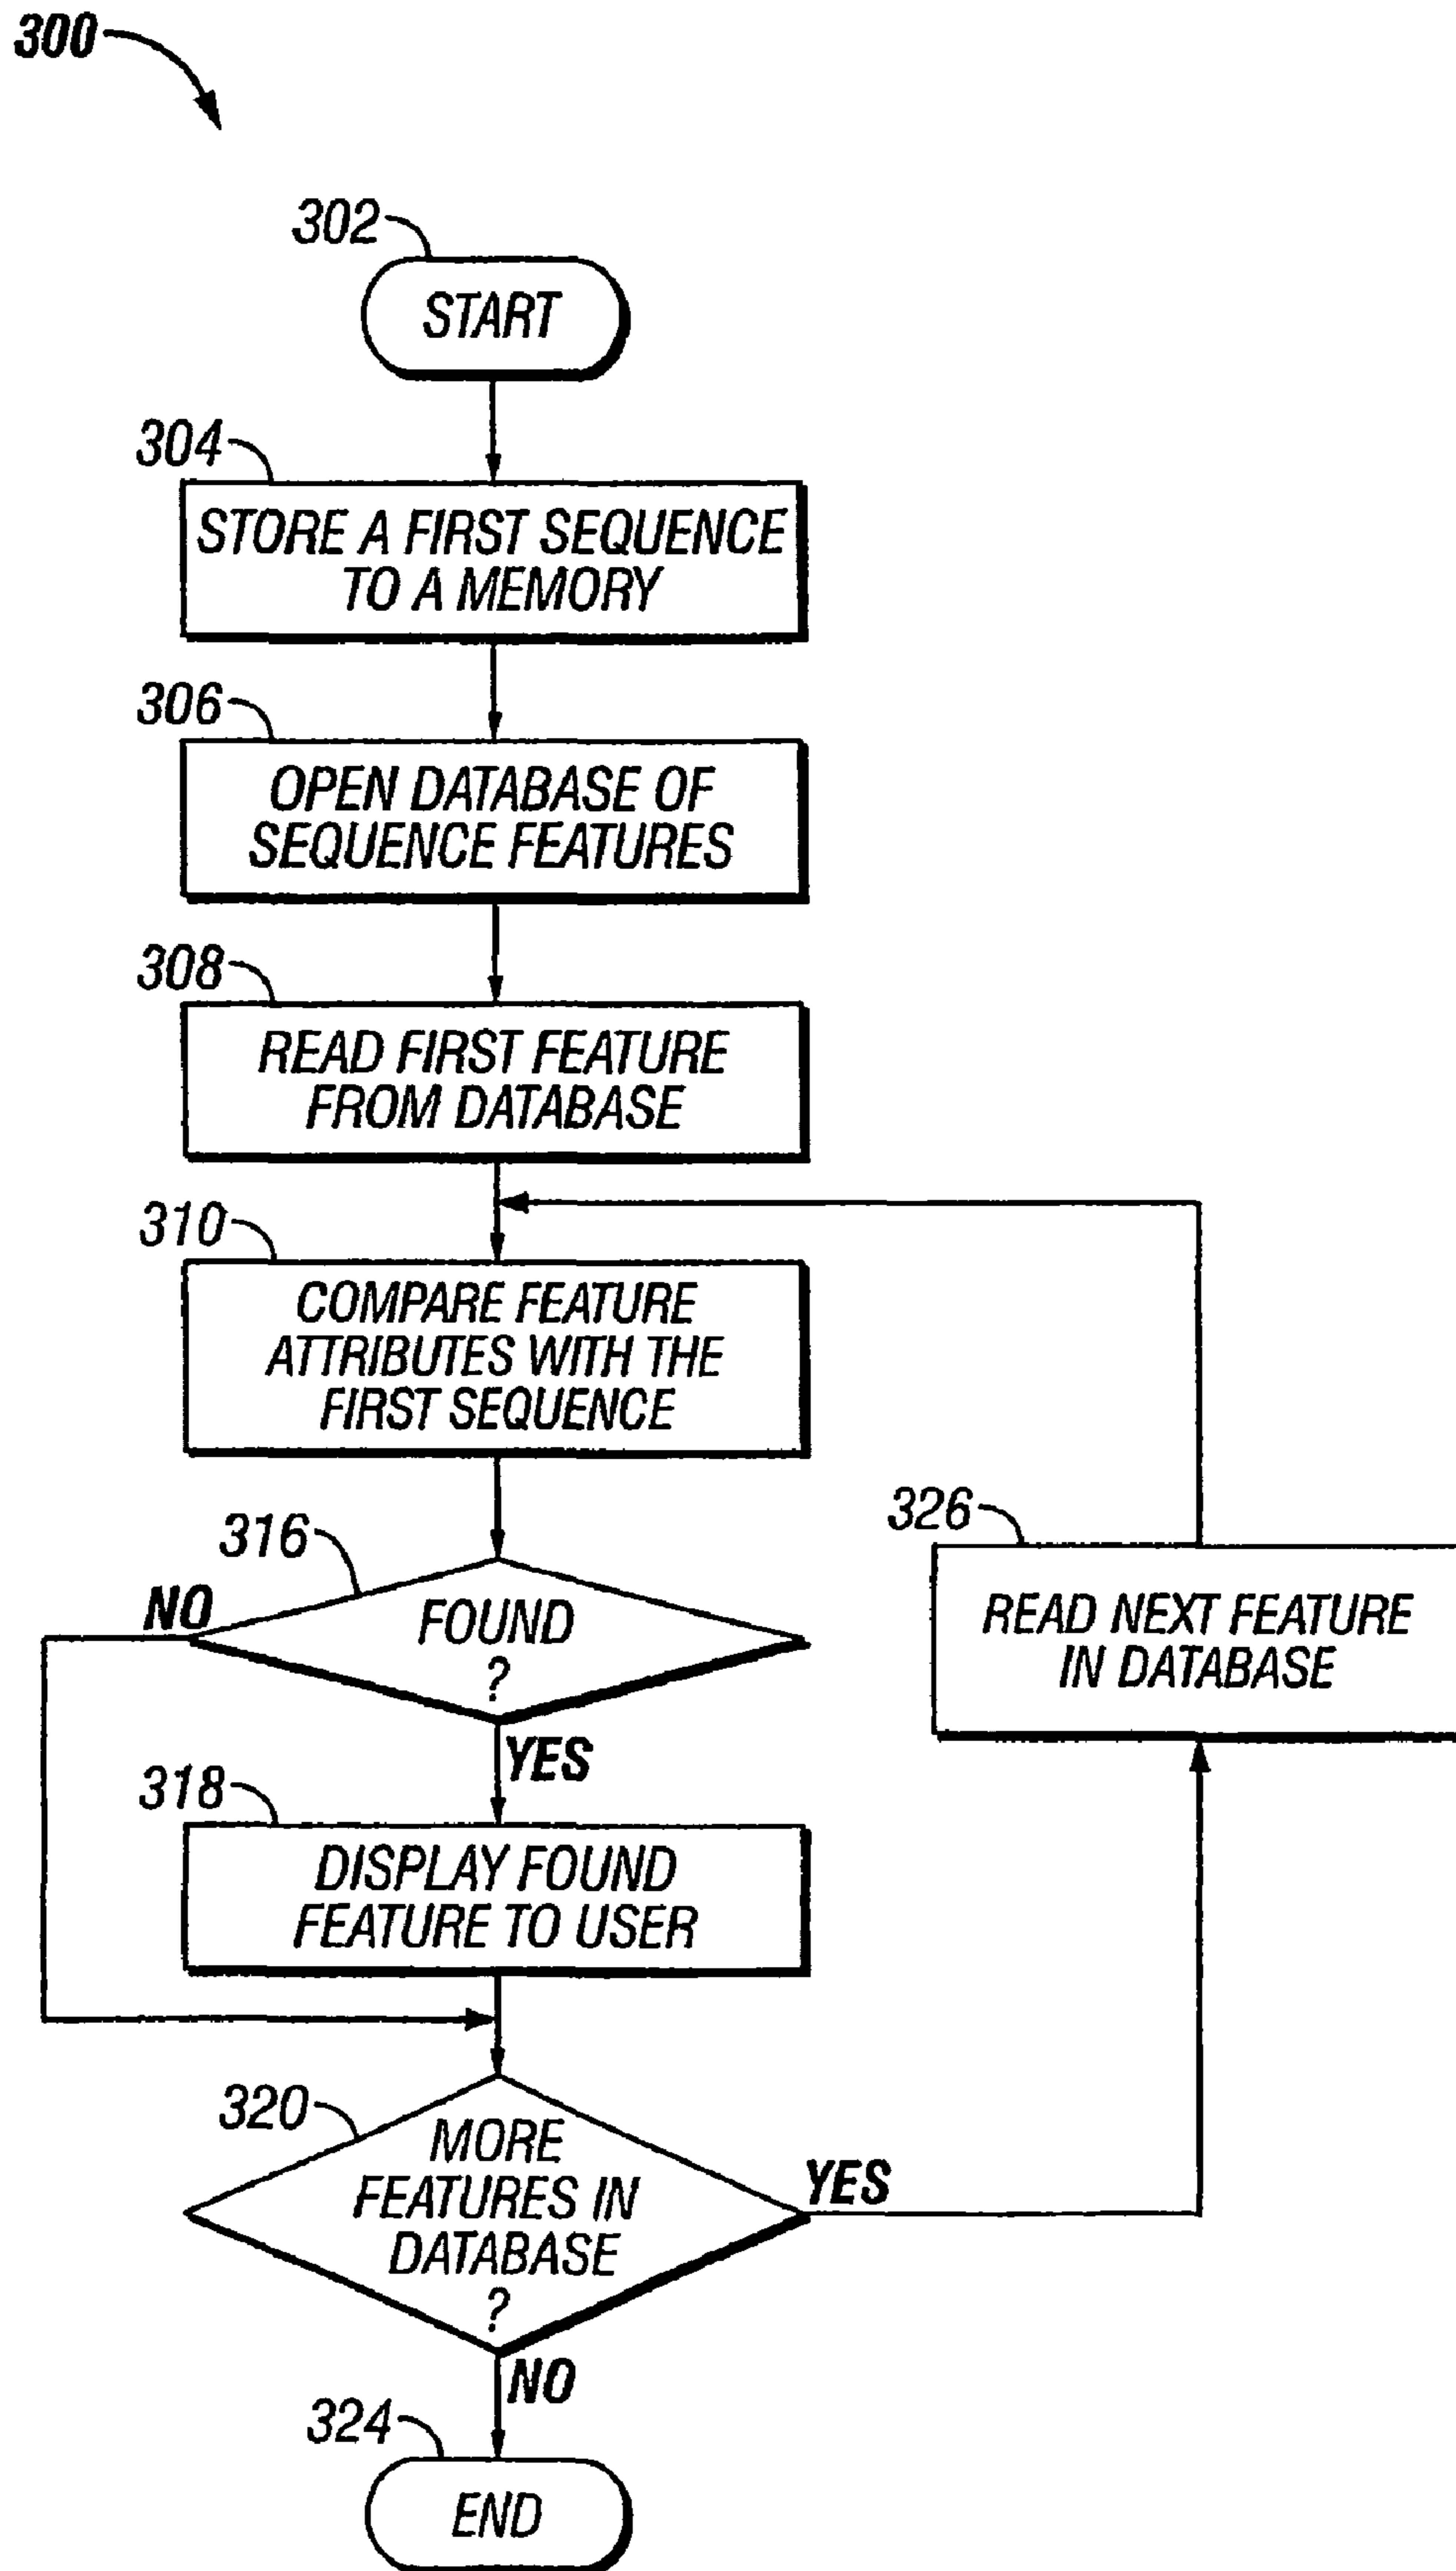 300
302
START
304
STORE A FIRST SEQUENCE
TO A MEMORY
306
OPEN DATABASE OF
SEQUENCE FEATURES
308
READ FIRST FEATURE
FROM DATABASE
310
COMPARE FEATURE
ATTRIBUTES WITH THE
FIRST SEQUENCE
316
NO
FOUND
?
YES
326
READ NEXT FEATURE
IN DATABASE
318
DISPLAY FOUND
FEATURE TO USER
320
MORE
FEATURES IN
DATABASE
?
YES
NO
324
END